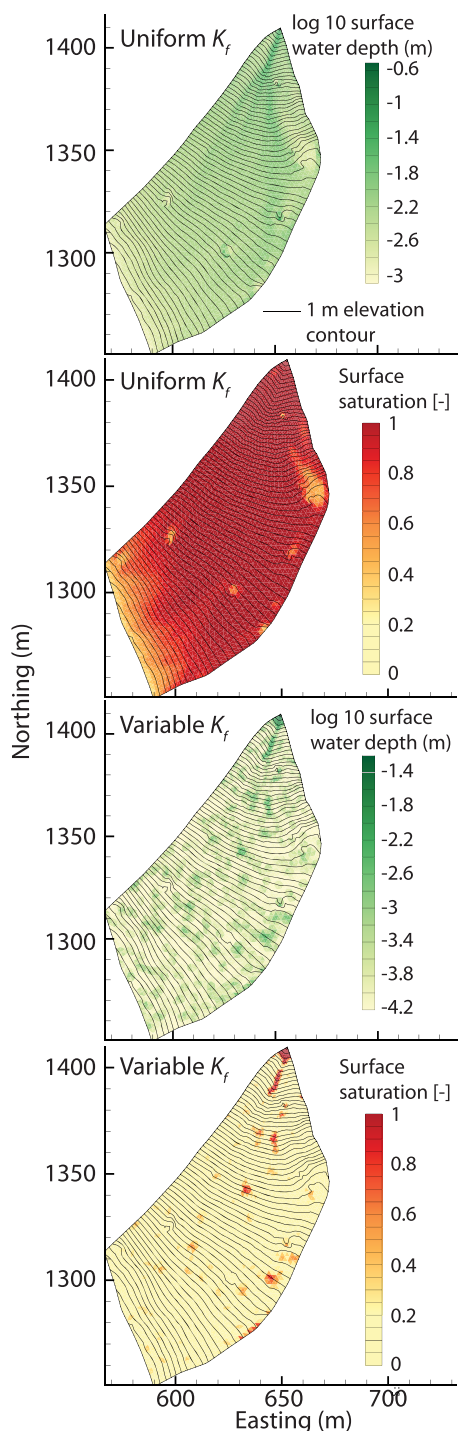 Uniform Kf
log 10 surface
water depth (m)
1400
1350
1300
-0.6
-1
-1.4
-1.8
-2.2
-2.6
-3
1 m elevation
contour
Uniform Kf
Surface
saturation [-]
1400
1350
1300
1
0.8
0.6
0.4
0.2
0
Northing (m)
Variable Kf
log 10 surface
water depth (m)
1400
1350
1300
-1.4
-1.8
-2.2
-2.6
-3
-3.4
-3.8
-4.2
Variable Kf
Surface
saturation [-]
1400
1350
1300
1
0.8
0.6
0.4
0.2
0
600 650 700
Easting (m)